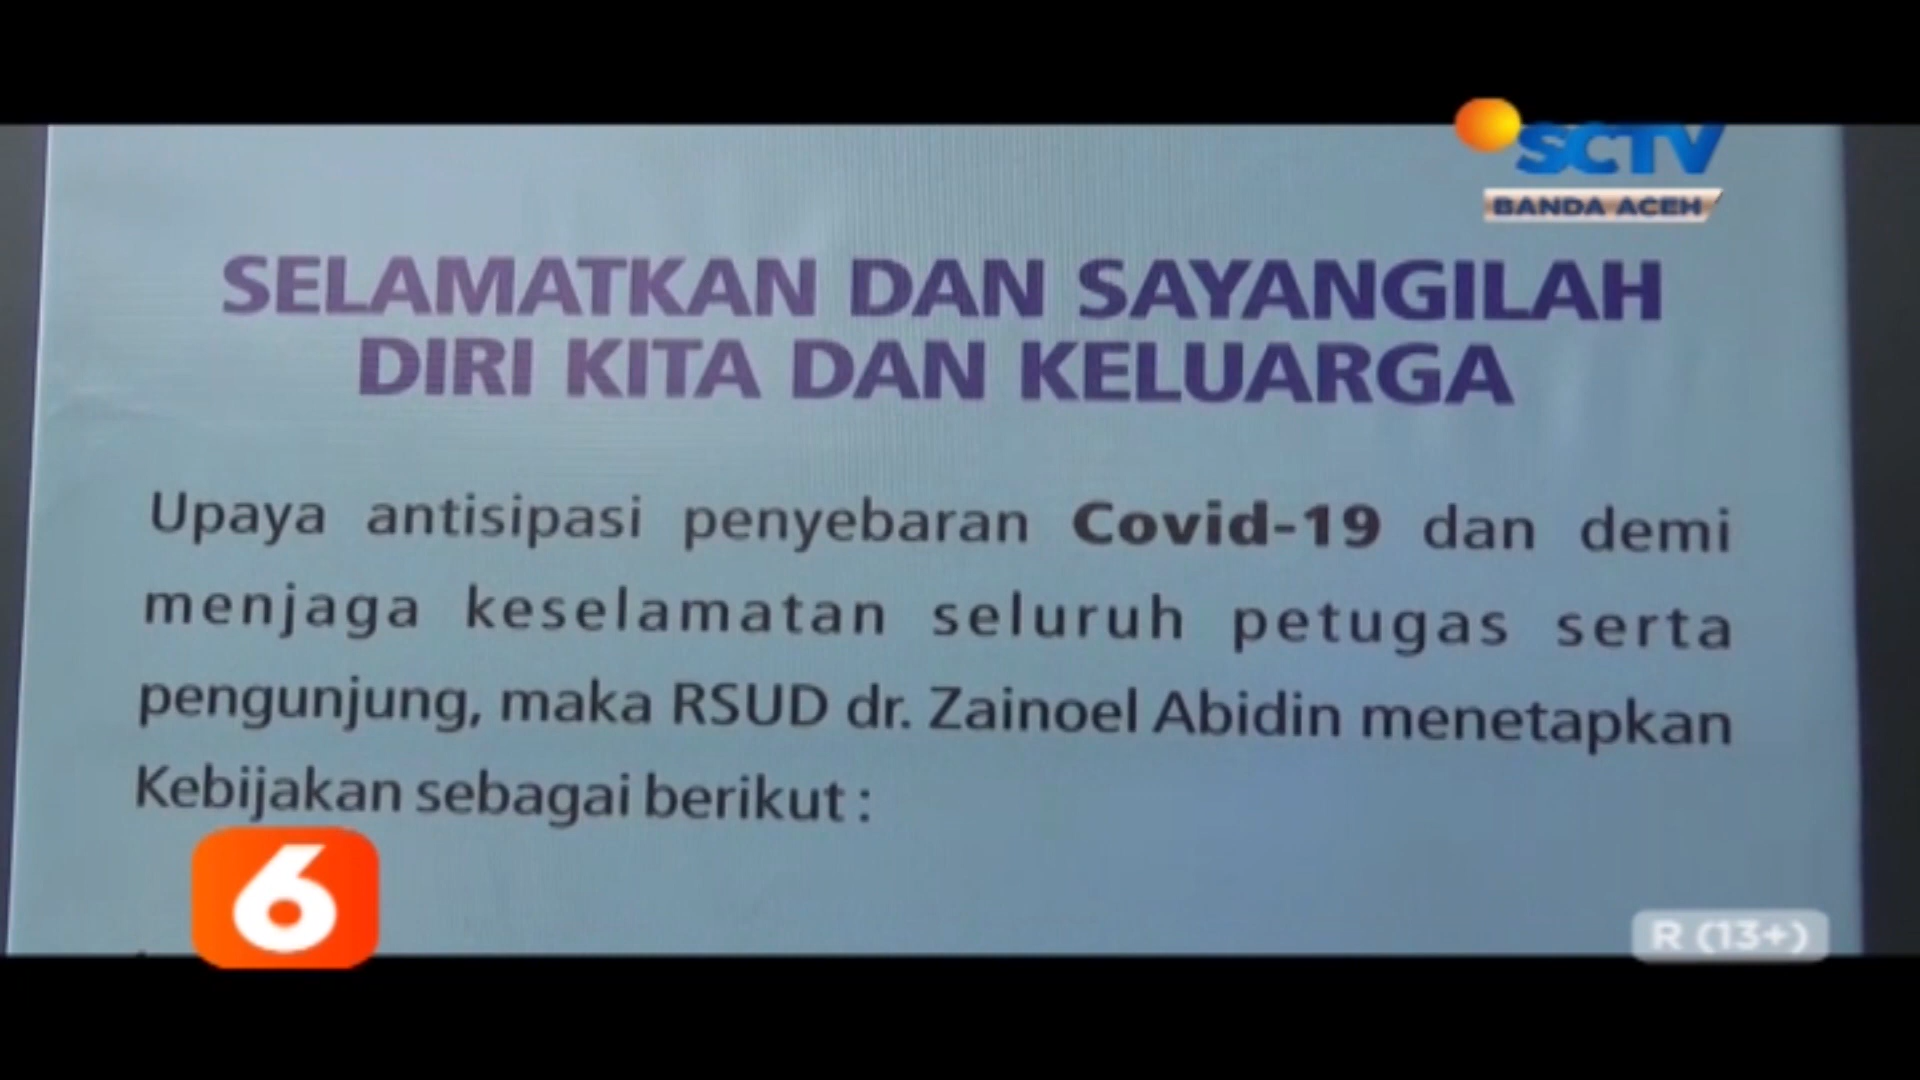 SCTV
BANDA ACEH
SELAMATKAN DAN SAYANGILAH
DIRI KITA DAN KELUARGA
Upaya antisipasi penyebaran Covid-19 dan demi
menjaga keselamatan seluruh petugas serta
pengunjung, maka RSUD dr. Zainoel Abidin menetapkan
Kebijakan sebagai berikut :
6
R (13+)